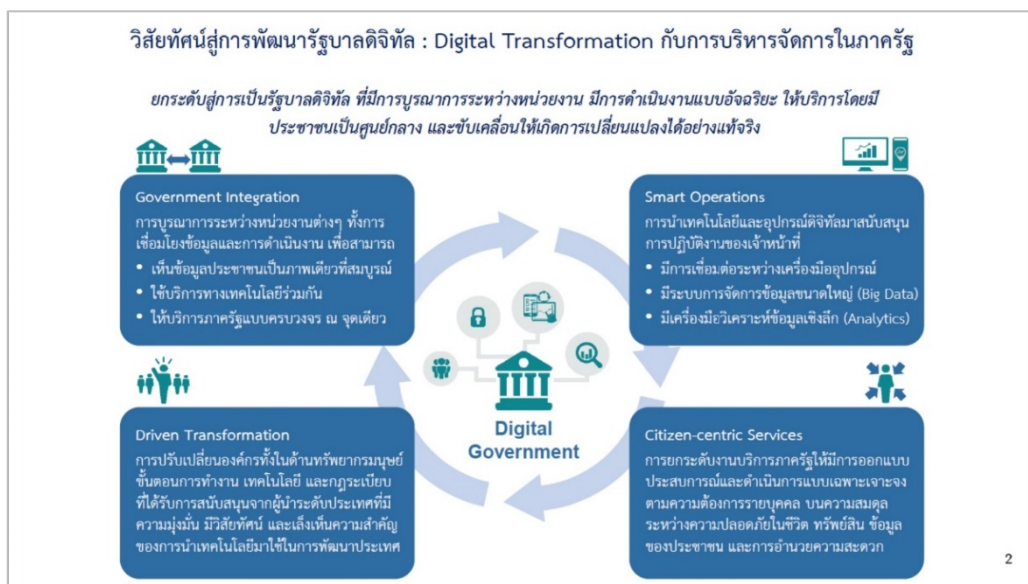 วิสัยทัศน์สู่การพัฒนารัฐบาลดิจิทัล : Digital Transformation กับการบริหารจัดการในภาครัฐ
ยกระดับสู่การเป็นรัฐบาลดิจิทัล ที่มีการบูรณาการระหว่างหน่วยงาน มีการดำเนินงานแบบอัจฉริยะ ให้บริการโดยมี
ประชาชนเป็นศูนย์กลาง และขับเคลื่อนให้เกิดการเปลี่ยนแปลงได้อย่างแท้จริง
Government Integration
การบูรณาการระหว่างหน่วยงานต่างๆ ทั้งการ
เชื่อมโยงข้อมูลและการดำเนินงาน เพื่อสามารถ
• เห็นข้อมูลประชาชนเป็นภาพเดียวที่สมบูรณ์
• ใช้บริการทางเทคโนโลยีร่วมกัน
• ให้บริการภาครัฐแบบครบวงจร ณ จุดเดียว
Smart Operations
การนำเทคโนโลยีและอุปกรณ์ดิจิทัลมาสนับสนุน
การปฏิบัติงานของเจ้าหน้าที่
• มีการเชื่อมต่อระหว่างเครื่องมืออุปกรณ์
• มีระบบการจัดการข้อมูลขนาดใหญ่ (Big Data)
• มีเครื่องมือวิเคราะห์ข้อมูลเชิงลึก (Analytics)
Digital
Government
Driven Transformation
การปรับเปลี่ยนองค์กรทั้งในด้านทรัพยากรมนุษย์
ขั้นตอนการทำงาน เทคโนโลยี และกฎระเบียบ
ที่ได้รับการสนับสนุนจากผู้นำระดับประเทศที่มี
ความมุ่งมั่น มีวิสัยทัศน์ และเล็งเห็นความสำคัญ
ของการนำเทคโนโลยีมาใช้ในการพัฒนาประเทศ
Citizen-centric Services
การยกระดับงานบริการภาครัฐให้มีการออกแบบ
ประสบการณ์และดำเนินการแบบเฉพาะเจาะจง
ตามความต้องการรายบุคคล บนความสมดุล
ระหว่างความปลอดภัยในชีวิต ทรัพย์สิน ข้อมูล
ของประชาชน และการอำนวยความสะดวก
2